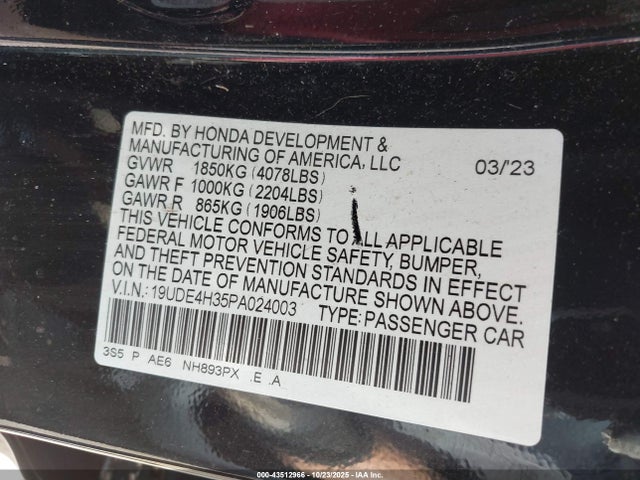 MFD. BY HONDA DEVELOPMENT &
MANUFACTURING OF AMERICA, LLC 03/'23
GVWR 1850KG (4078LBS)
GAWR F 1000KG (2204LBS)
GAWR R 865KG (1906LBS)
THIS VEHICLE CONFORMS TO ALL APPLICABLE
FEDERAL MOTOR VEHICLE SAFETY, BUMPER,
AND THEFT PREVENTION STANDARDS IN EFFECT
ON THE DATE OF MANUFACTURE SHOWN ABOVE.
V.I.N.: 19UDE4H35PA024003 TYPE: PASSENGER CAR
3S5 P AE6 NH893PX .E .A
000-43512966 - 10/23/2025 - Copyright © 2025 IAA, Inc.